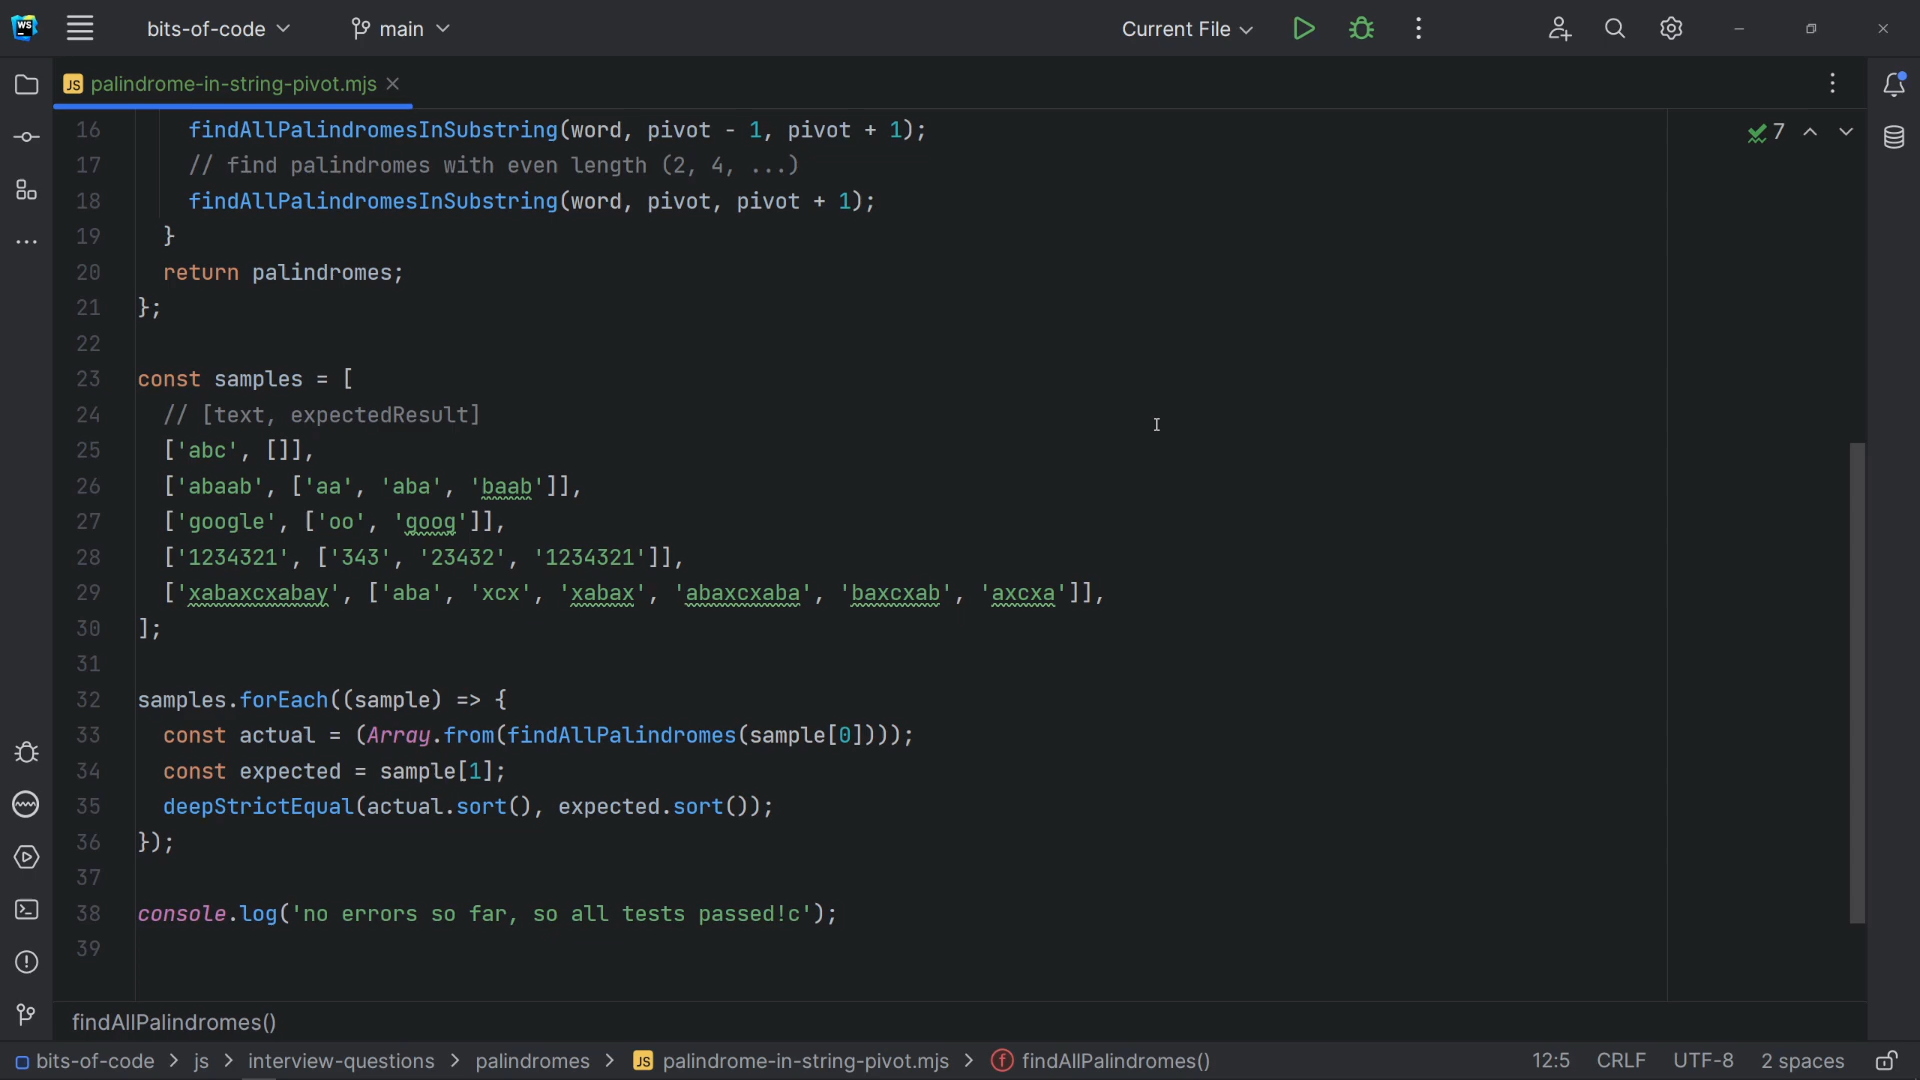 WS
bits-of-code
main
Current File
JS palindrome-in-string-pivot.mjs
7
16 findAllPalindromesInSubstring(word, pivot - 1, pivot + 1);
17 // find palindromes with even length (2, 4, ...)
18 findAllPalindromesInSubstring(word, pivot, pivot + 1);
19 }
20 return palindromes;
21 };
22
23 const samples = [
24 // [text, expectedResult]
25 ['abc', []],
26 ['abaab', ['aa', 'aba', 'baab']],
27 ['google', ['oo', 'goog']],
28 ['1234321', ['343', '23432', '1234321']],
29 ['xabaxcxabay', ['aba', 'xcx', 'xabax', 'abaxcxaba', 'baxcxab', 'axcxa']],
30 ];
31
32 samples.forEach((sample) => {
33 const actual = (Array.from(findAllPalindromes(sample[0])));
34 const expected = sample[1];
35 deepStrictEqual(actual.sort(), expected.sort());
36 });
37
38 console.log('no errors so far, so all tests passed!c');
39
findAllPalindromes()
bits-of-code > js > interview-questions > palindromes > JS palindrome-in-string-pivot.mjs > f findAllPalindromes() 12:5 CRLF UTF-8 2 spaces